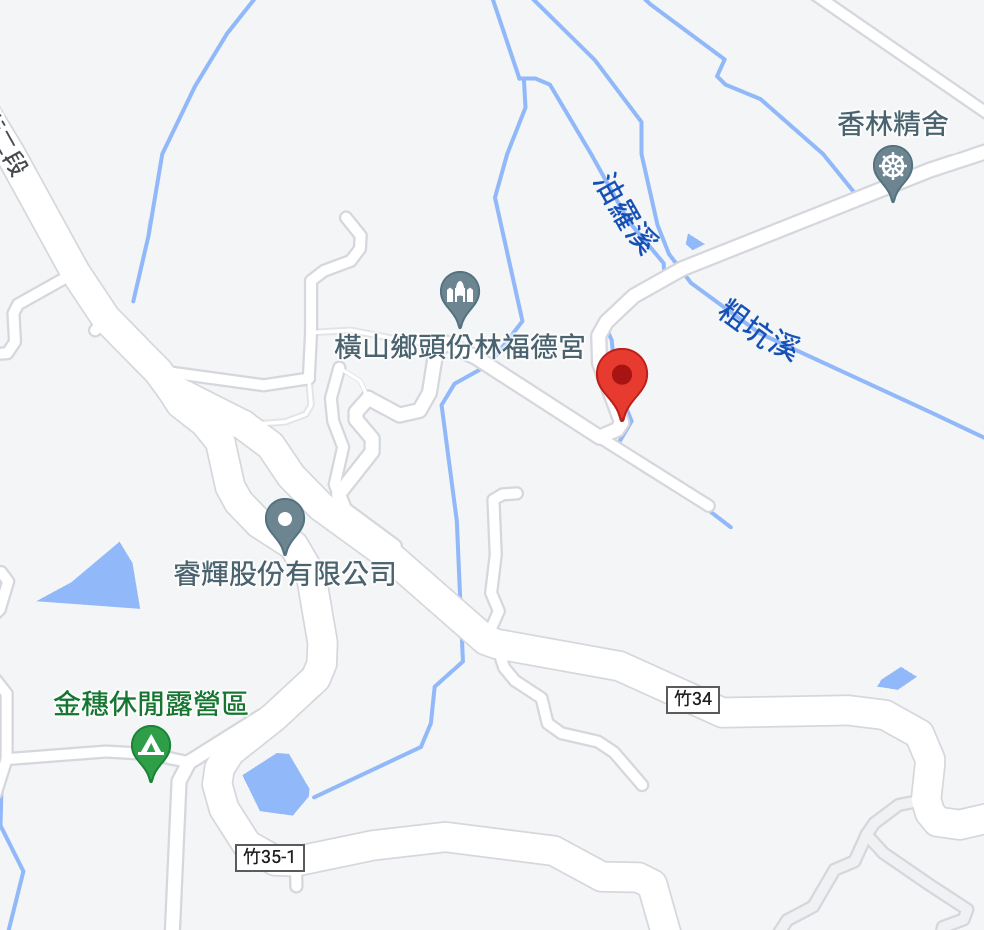 二段
香林精舍
油羅溪
粗坑溪
橫山鄉頭份林福德宮
睿輝股份有限公司
竹34
金穗休閒露營區
竹35-1